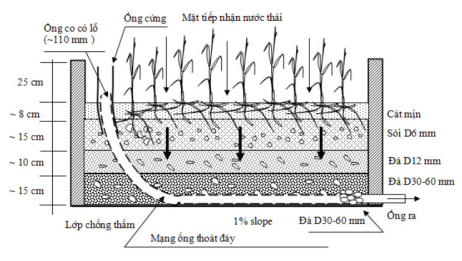 Ống co có lổ
(~110 mm )
Ống cứng
Mặt tiếp nhận nước thải
25 cm
~ 8 cm
~ 15 cm
~ 10 cm
~ 15 cm
Cát mịn
Sỏi D6 mm
Đá D12 mm
Đá D30-60 mm
Ống ra
Lớp chống thấm
1% slope
Đá D30-60 mm
Mạng ống thoát đáy